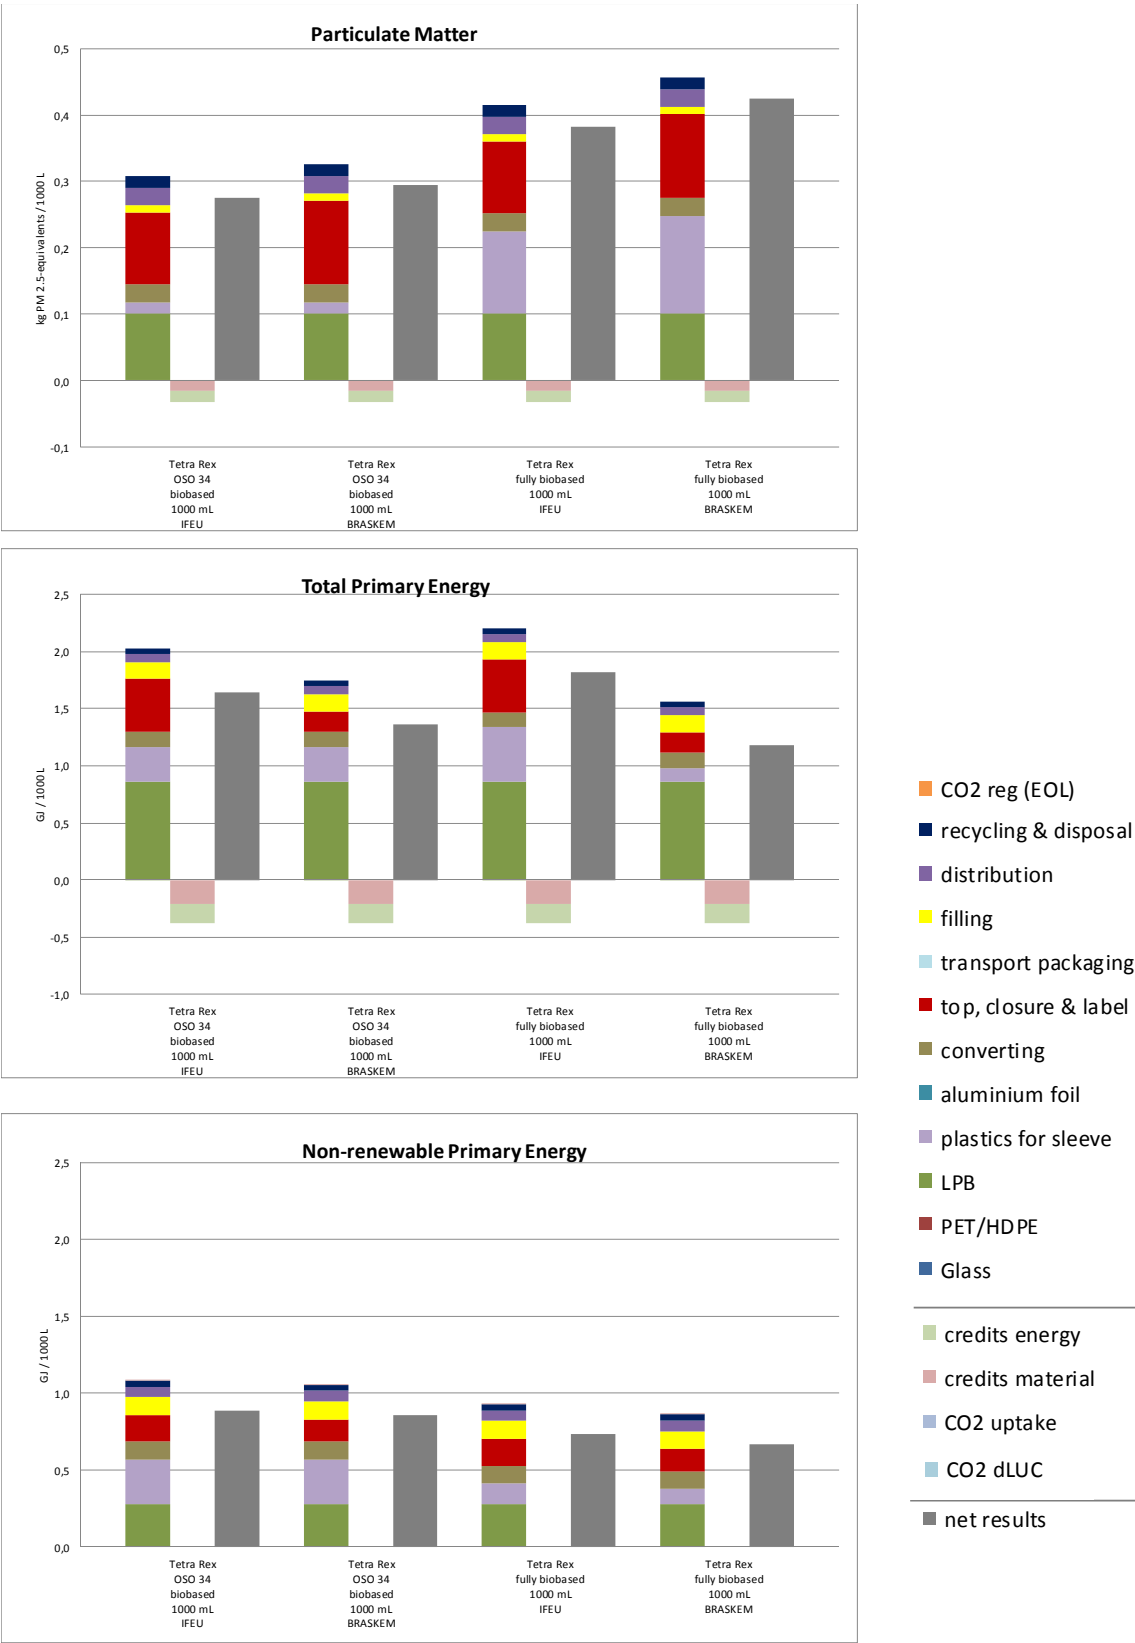 Particulate Matter
0,5
0,4
0,3
0,2
0,1
0,0
-0,1
kg PM 2.5-equivalents / 1000 L
Tetra Rex
OSO 34
biobased
1000 mL
IFEU
Tetra Rex
OSO 34
biobased
1000 mL
BRASKEM
Tetra Rex
fully biobased
1000 mL
IFEU
Tetra Rex
fully biobased
1000 mL
BRASKEM
Total Primary Energy
2,5
2,0
1,5
1,0
0,5
0,0
-0,5
-1,0
GJ / 1000 L
Tetra Rex
OSO 34
biobased
1000 mL
IFEU
Tetra Rex
OSO 34
biobased
1000 mL
BRASKEM
Tetra Rex
fully biobased
1000 mL
IFEU
Tetra Rex
fully biobased
1000 mL
BRASKEM
Non-renewable Primary Energy
2,5
2,0
1,5
1,0
0,5
0,0
GJ / 1000 L
Tetra Rex
OSO 34
biobased
1000 mL
IFEU
Tetra Rex
OSO 34
biobased
1000 mL
BRASKEM
Tetra Rex
fully biobased
1000 mL
IFEU
Tetra Rex
fully biobased
1000 mL
BRASKEM
CO2 reg (EOL)
recycling & disposal
distribution
filling
transport packaging
top, closure & label
converting
aluminium foil
plastics for sleeve
LPB
PET/HDPE
Glass
credits energy
credits material
CO2 uptake
CO2 dLUC
net results